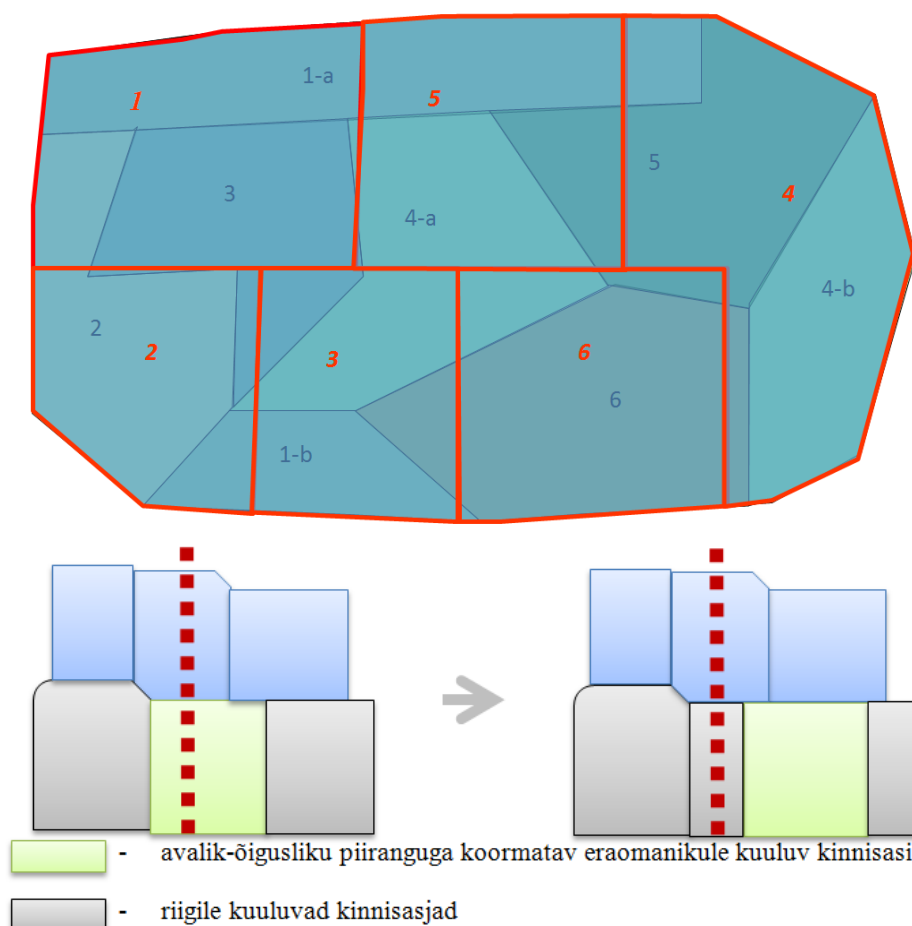 1-a
1
5
3
5
4
4-a
4-b
2
2
3
6
6
1-b
- avalik-õigusliku piiranguga koormatav eraomanikule kuuluv kinnisasi
- riigile kuuluvad kinnisasjad